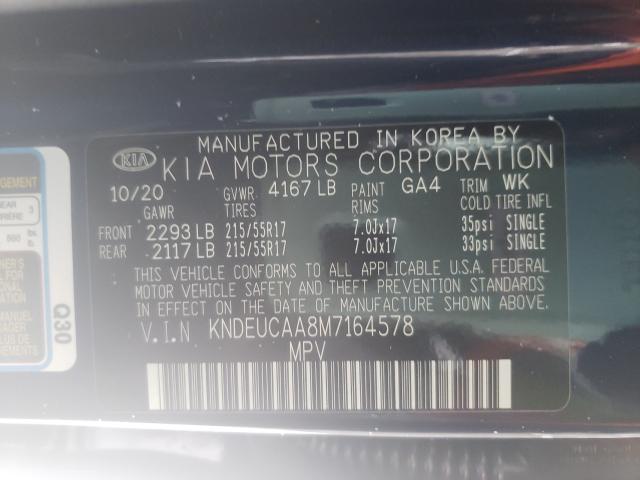 MANUFACTURED IN KOREA BY
KIA KIA MOTORS CORPORATION
10/20 GVWR 4167 LB PAINT GA4 TRIM WK
GAWR TIRES RIMS COLD TIRE INFL
FRONT 2293 LB 215/55R17 7.0Jx17 35psi SINGLE
REAR 2117 LB 215/55R17 7.0Jx17 33psi SINGLE
THIS VEHICLE CONFORMS TO ALL APPLICABLE U.S.A. FEDERAL
MOTOR VEHICLE SAFETY AND THEFT PREVENTION STANDARDS
IN EFFECT ON THE DATE OF MANUFACTURE SHOWN ABOVE.
V.I.N KNDEUCAA8M7164578
MPV
Q30
3
lbs.
MANUEL